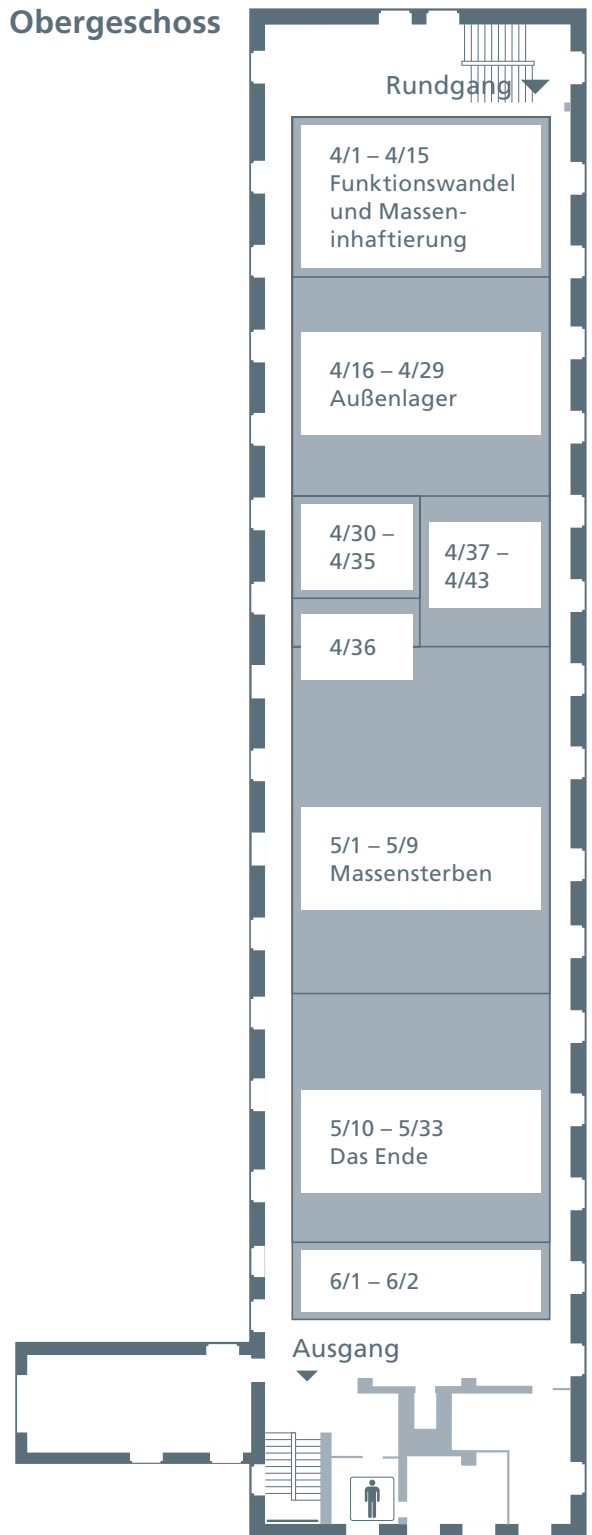 Obergeschoss
Rundgang
4/1 – 4/15
Funktionswandel
und Massen-
inhaftierung
4/16 – 4/29
Außenlager
4/30 –
4/35
4/37 –
4/43
4/36
5/1 – 5/9
Massensterben
5/10 – 5/33
Das Ende
6/1 – 6/2
Ausgang